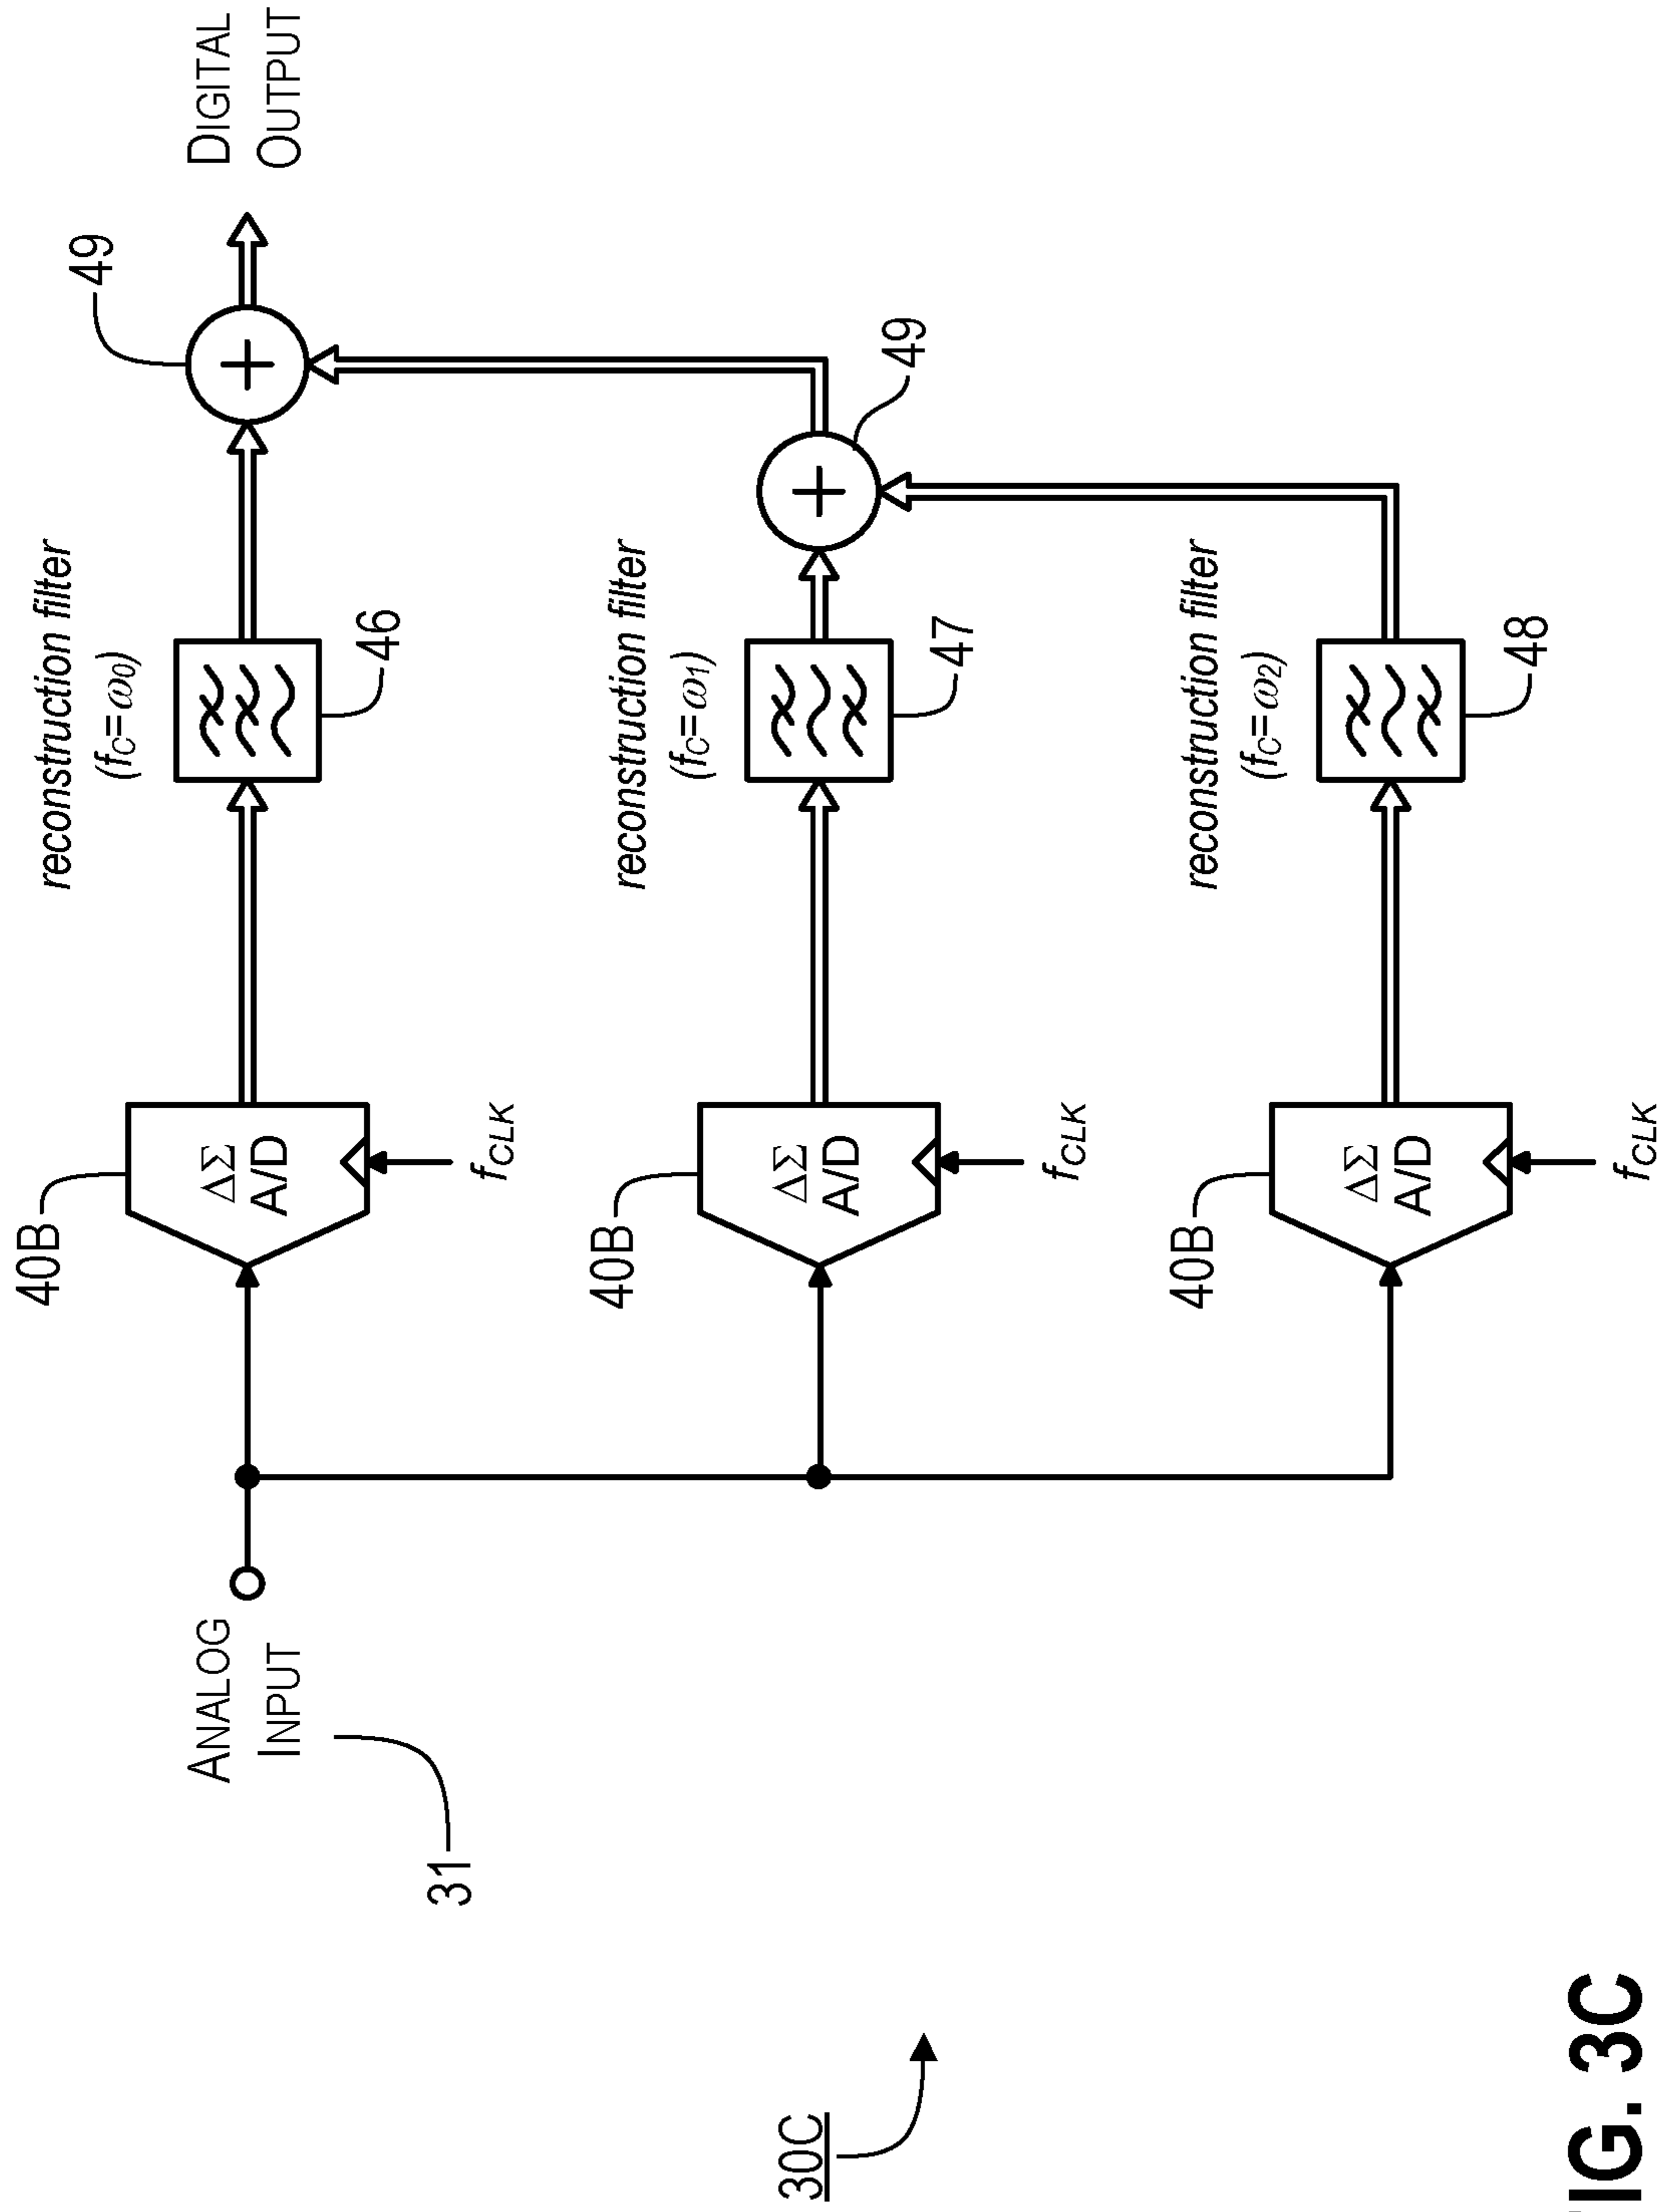 40B
ΔΣ
A/D
fCLK
reconstruction filter
(fC=ω0)
46
49
DIGITAL
OUTPUT
ANALOG
INPUT
31
40B
ΔΣ
A/D
fCLK
reconstruction filter
(fC=ω1)
47
49
30C
40B
ΔΣ
A/D
fCLK
reconstruction filter
(fC=ω2)
48
IG. 3C